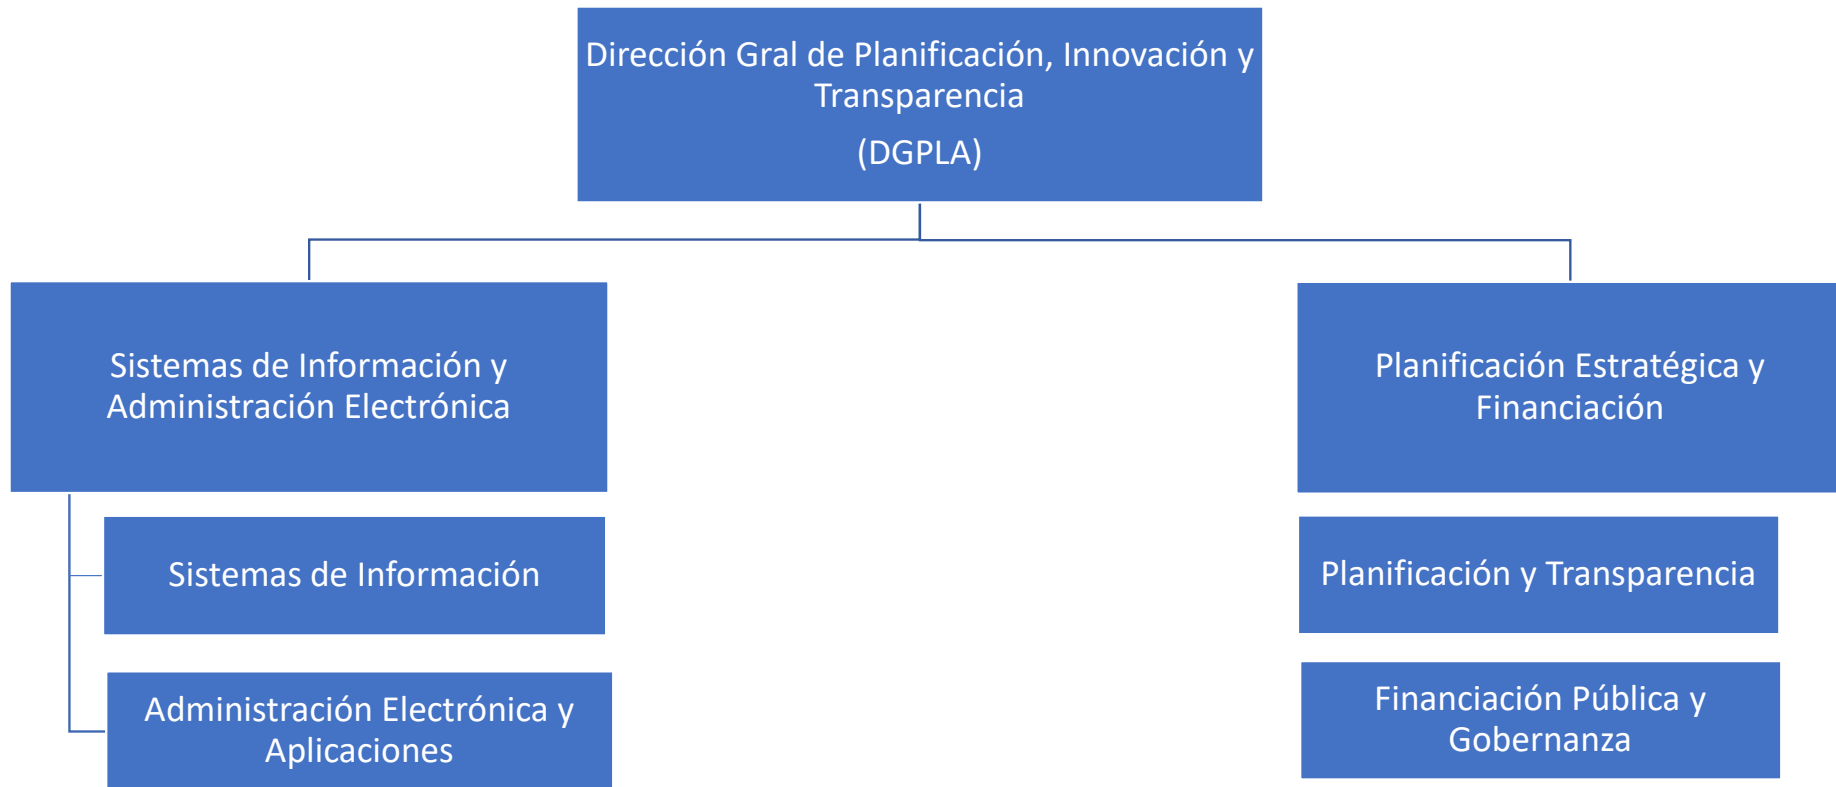 Dirección Gral de Planificación, Innovación y
Transparencia
(DGPLA)
Sistemas de Información y
Administración Electrónica
Planificación Estratégica y
Financiación
Sistemas de Información
Planificación y Transparencia
Administración Electrónica y
Aplicaciones
Financiación Pública y
Gobernanza